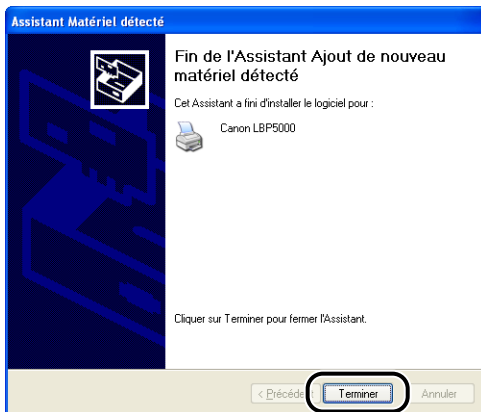 Assistant Matériel détecté
Fin de l'Assistant Ajout de nouveau
matériel détecté
Cet Assistant a fini d'installer le logiciel pour :
Canon LBP5000
Cliquer sur Terminer pour fermer l'Assistant.
< Précéde Terminer Annuler